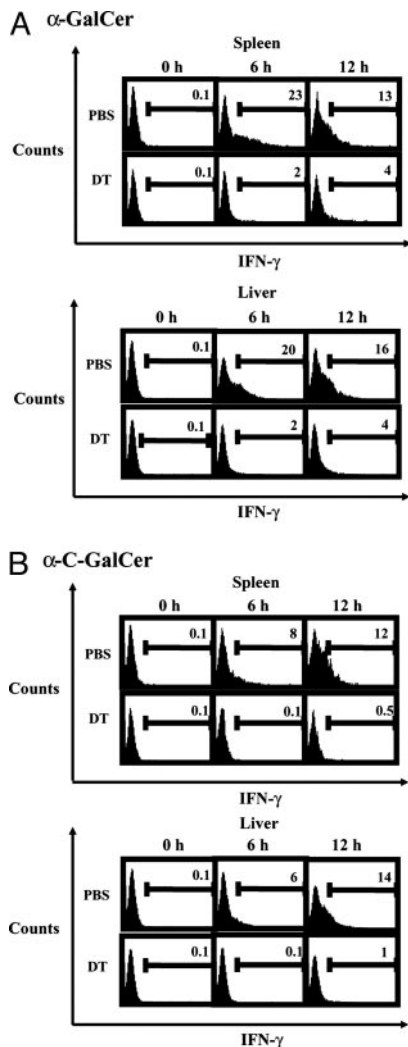 A α-GalCer
Spleen
0 h 6 h 12 h
PBS 0.1 23 13
Counts
DT 0.1 2 4
IFN-γ
Liver
0 h 6 h 12 h
PBS 0.1 20 16
Counts
DT 0.1 2 4
IFN-γ
B α-C-GalCer
Spleen
0 h 6 h 12 h
PBS 0.1 8 12
Counts
DT 0.1 0.1 0.5
IFN-γ
Liver
0 h 6 h 12 h
PBS 0.1 6 14
Counts
DT 0.1 0.1 1
IFN-γ